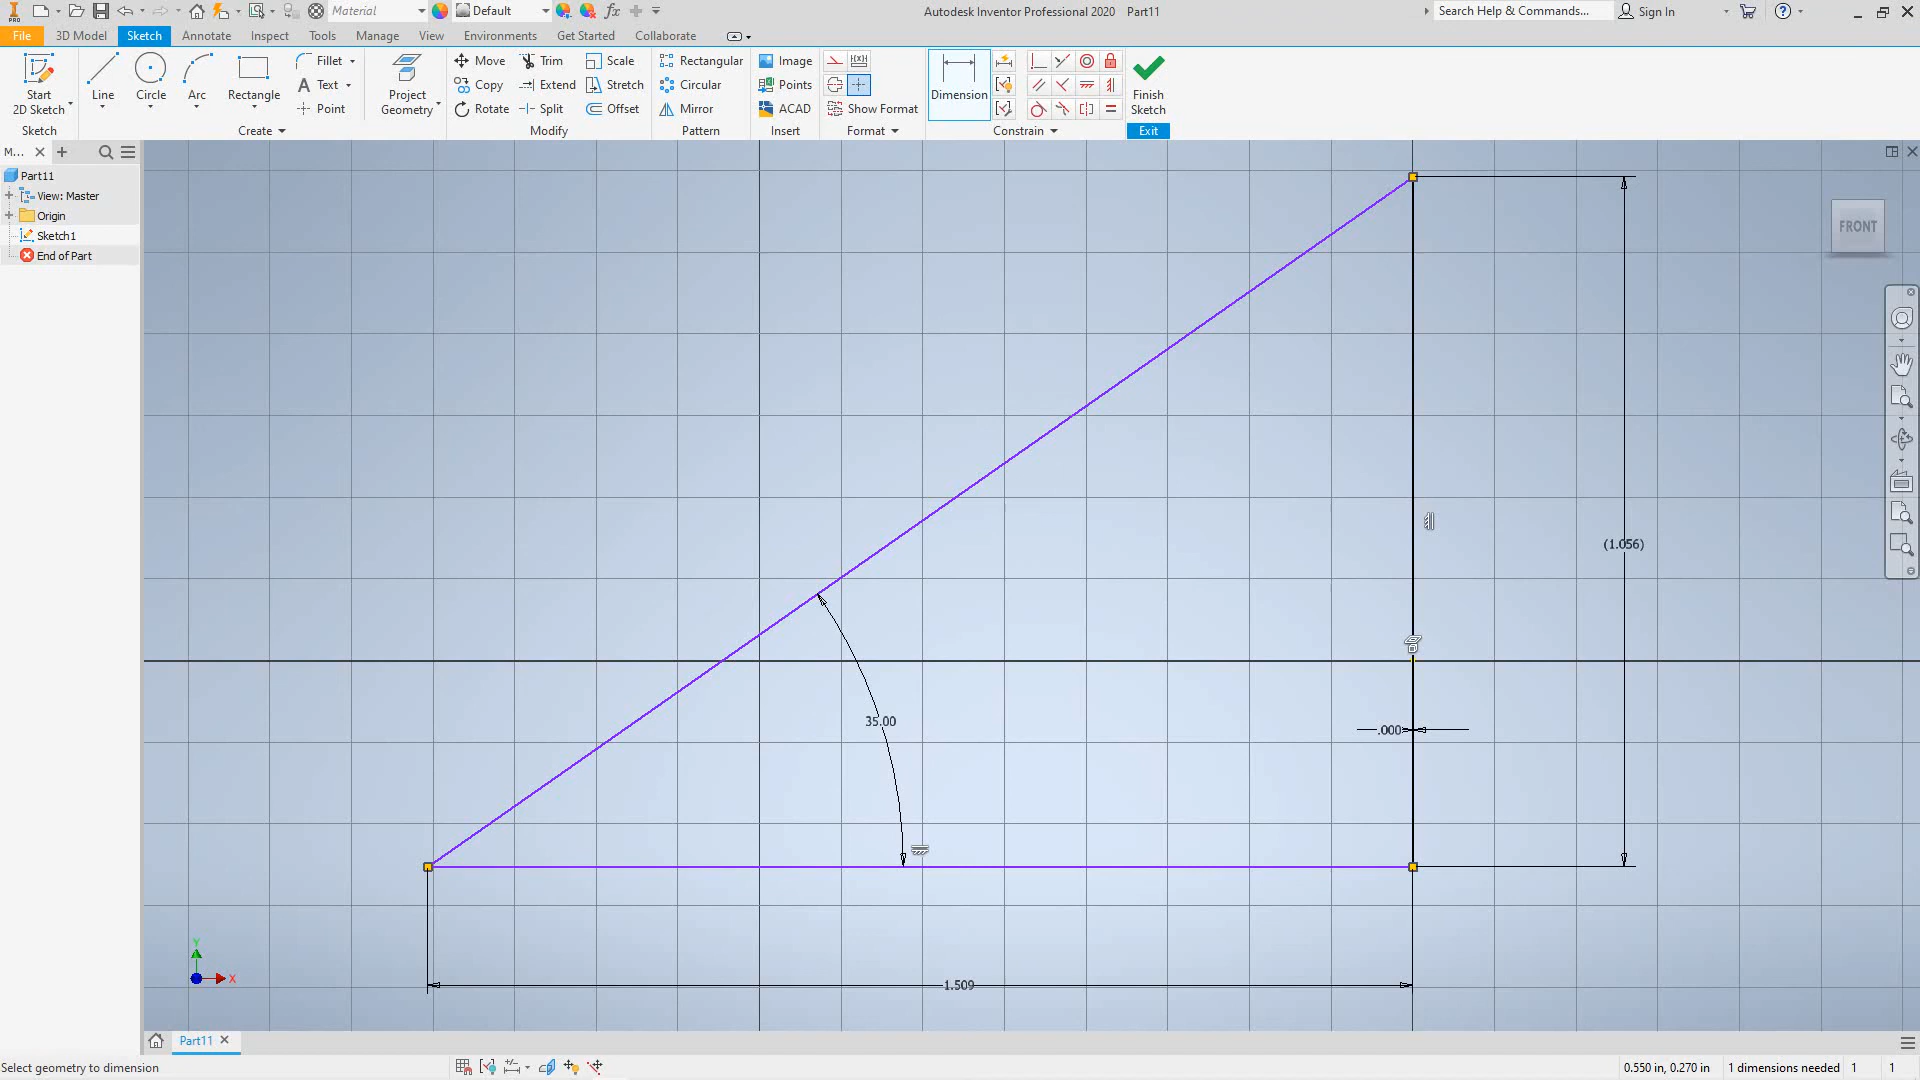 PRO Material Default Autodesk Inventor Professional 2020 Part11 Search Help & Commands... Sign In
File 3D Model Sketch Annotate Inspect Tools Manage View Environments Get Started Collaborate
Fillet Move Trim Scale Rectangular Image
Start 2D Sketch Line Circle Arc Rectangle Text Project Geometry Copy Extend Stretch Circular Points Dimension Finish Sketch
Point Rotate Split Offset Mirror ACAD Show Format
Sketch Create Modify Pattern Insert Format Constrain Exit
M...
Part11
View: Master
Origin
Sketch1
End of Part
FRONT
(1.056)
35.00
.000
Y
X
1.509
Part11
Select geometry to dimension 0.550 in, 0.270 in 1 dimensions needed 1 1